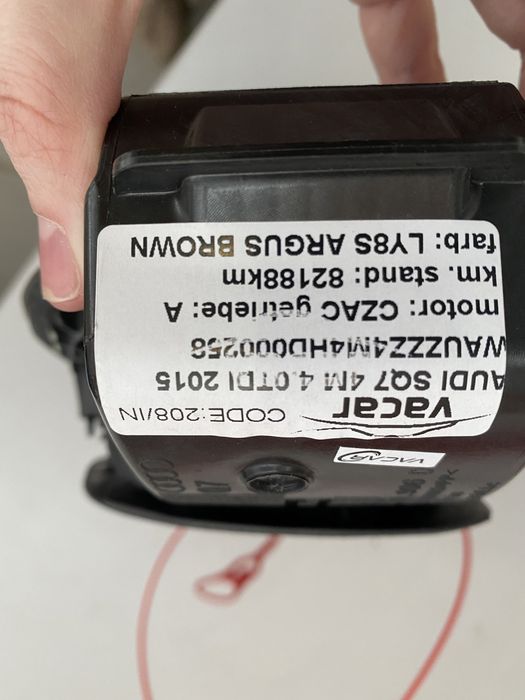 vacar CODE:208/IN
AUDI SQ7 4M 4.0TDI 2015
WAUZZZ4M4HD000258
motor: CZAC getriebe: A
km. stand: 82188km
farb: LY8S ARGUS BROWN
VACAR